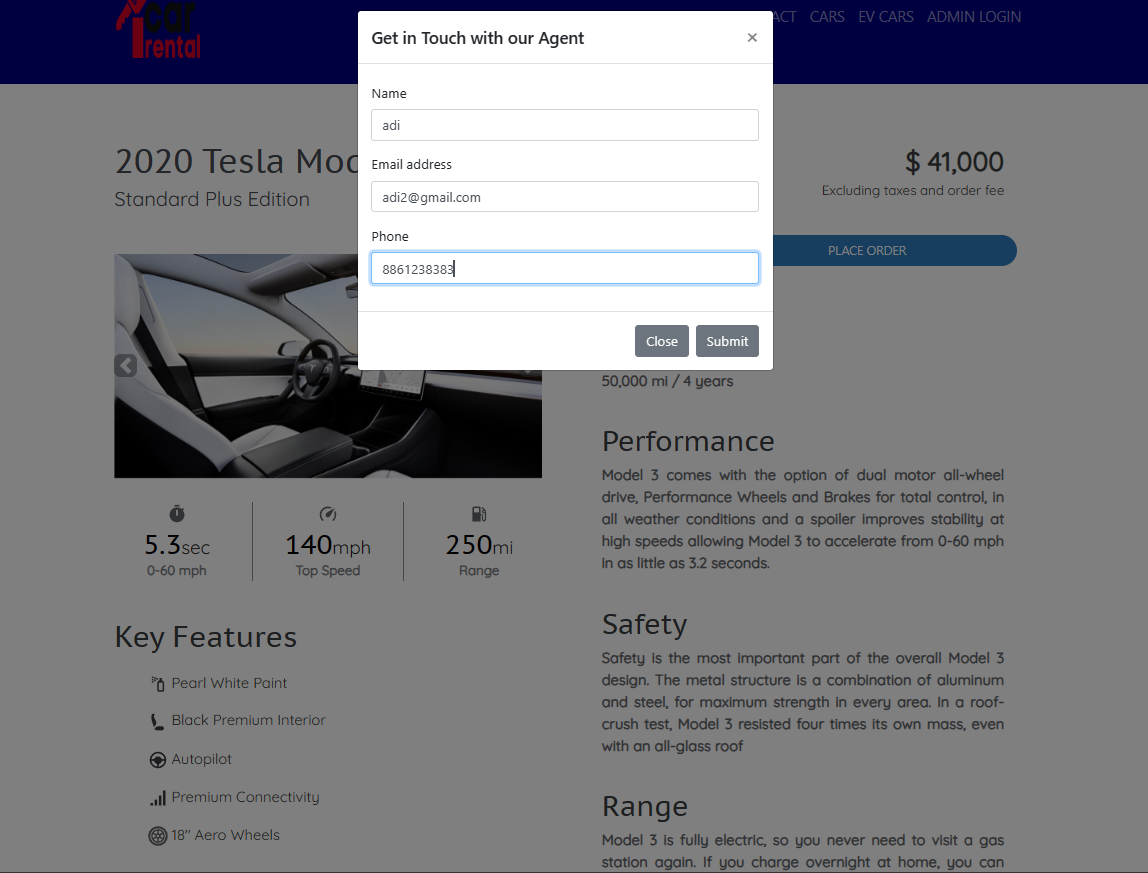 car
rental
CARS
EV CARS
ADMIN LOGIN
Get in Touch with our Agent
×
Name
adi
Email address
adi2@gmail.com
Phone
8861238383
Close
Submit
2020 Tesla
Standard Plus Edition
$ 41,000
Excluding taxes and order fee
PLACE ORDER
50,000 mi / 4 years
5.3sec
0-60 mph
140mph
Top Speed
250mi
Range
Key Features
Pearl White Paint
Black Premium Interior
Autopilot
Premium Connectivity
18" Aero Wheels
Performance
Model 3 comes with the option of dual motor all-wheel
drive, Performance Wheels and Brakes for total control, in
all weather conditions and a spoiler improves stability at
high speeds allowing Model 3 to accelerate from 0-60 mph
in as little as 3.2 seconds.
Safety
Safety is the most important part of the overall Model 3
design. The metal structure is a combination of aluminum
and steel, for maximum strength in every area. In a roof-
crush test, Model 3 resisted four times its own mass, even
with an all-glass roof
Range
Model 3 is fully electric, so you never need to visit a gas
station again. If you charge overnight at home, you can